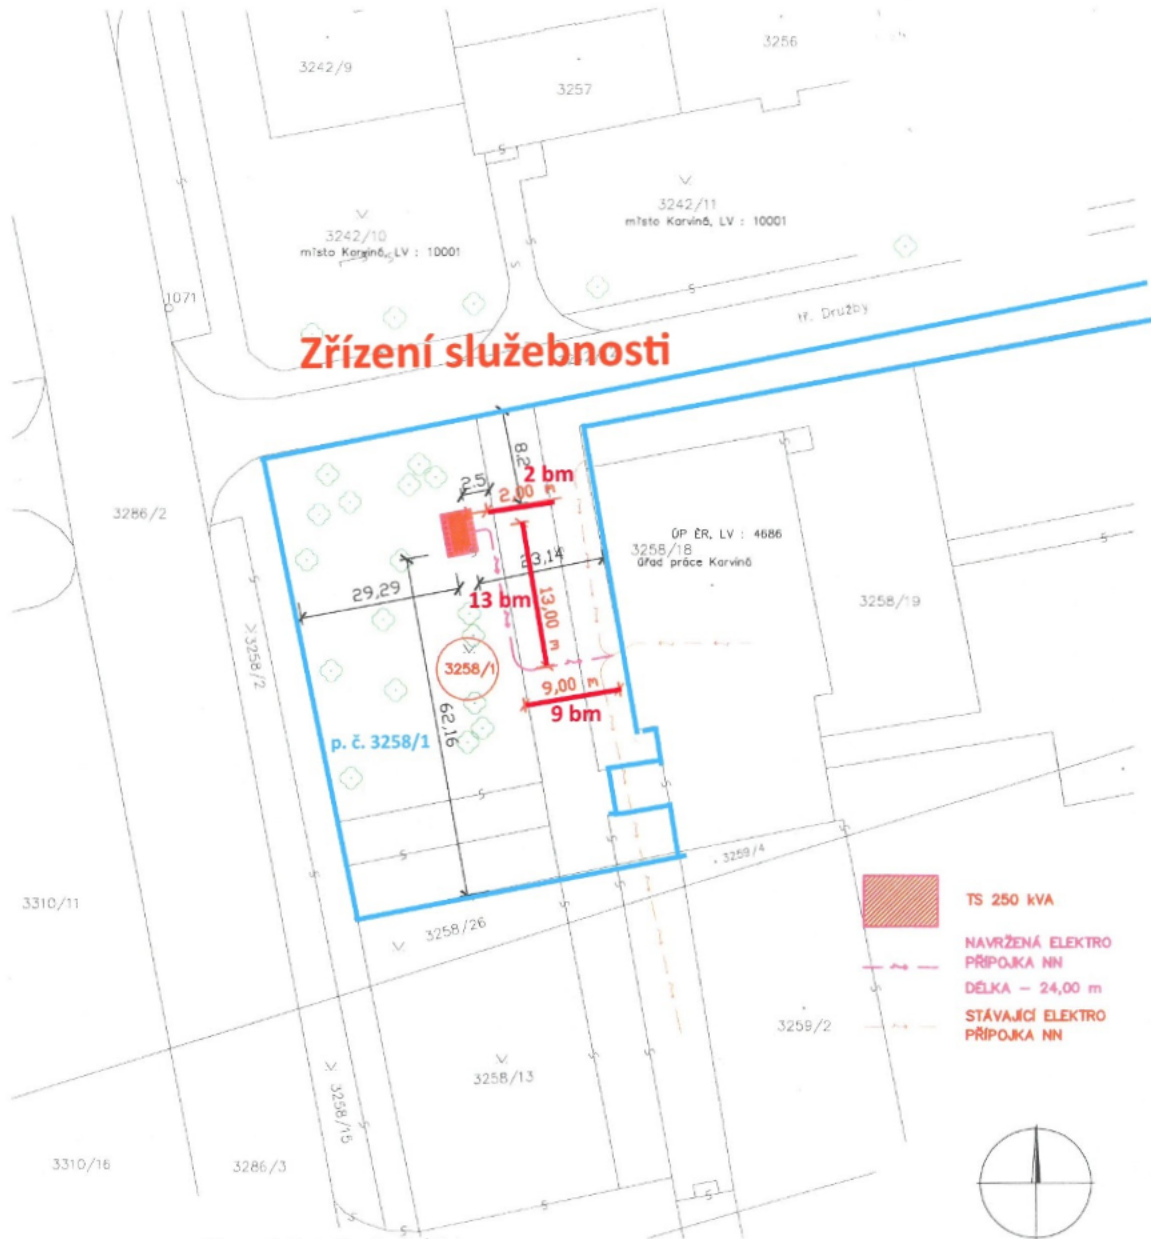 3242/9
3256
3257
3242/10
místo Karviná, LV : 10001
3242/11
místo Karviná, LV : 10001
1071
tř. Družby
Zřízení služebnosti
8,2
2.5
2 bm
2,00 m
3286/2
ÚP ČR, LV : 4686
3258/18
úřad práce Karviná
23,14
29,29
13 bm
13,00 m
3258/19
3258/2
3258/1
9,00 m
9 bm
62,16
p. č. 3258/1
3259/4
3310/11
3258/26
TS 250 kVA
NAVRŽENÁ ELEKTRO
PŘÍPOJKA NN
DÉLKA – 24,00 m
STÁVAJÍCÍ ELEKTRO
PŘÍPOJKA NN
3259/2
3258/13
3258/15
3310/16
3286/3